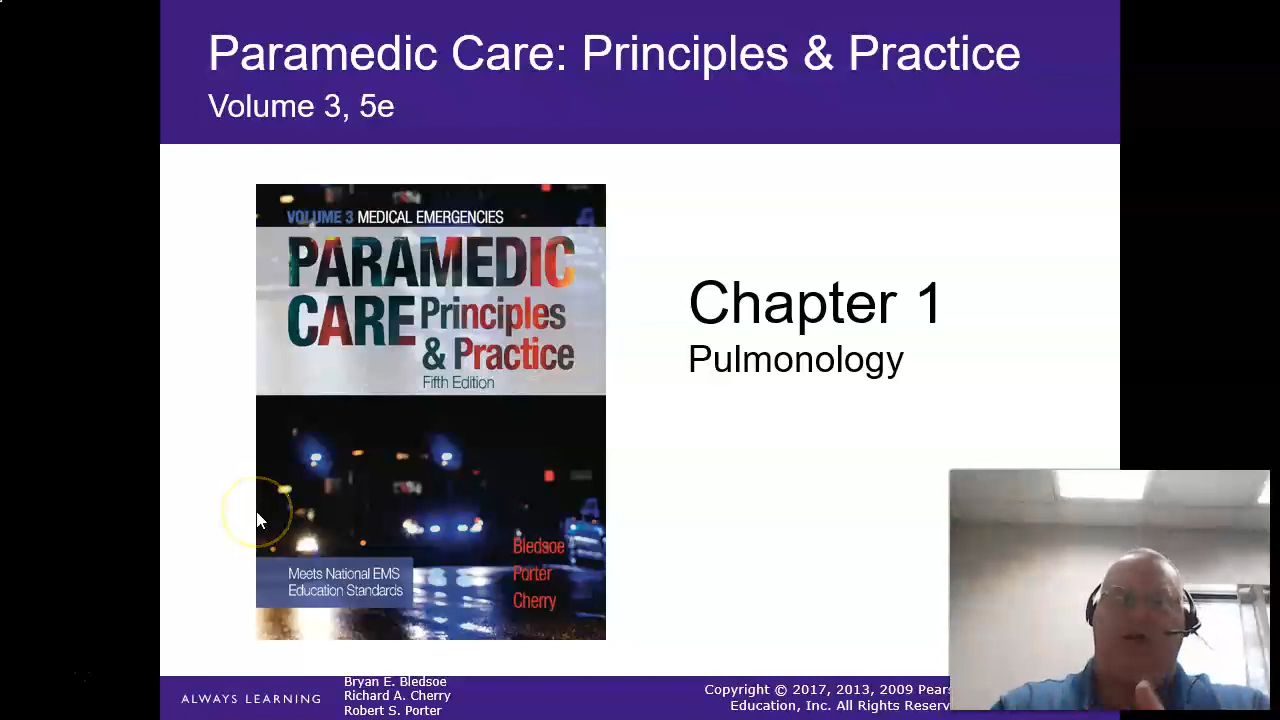 Paramedic Care: Principles & Practice
Volume 3, 5e
VOLUME 3 MEDICAL EMERGENCIES
PARAMEDIC
CARE Principles
& Practice
Fifth Edition
Bledsoe
Porter
Cherry
Meets National EMS
Education Standards
Chapter 1
Pulmonology
ALWAYS LEARNING
Bryan E. Bledsoe
Richard A. Cherry
Robert S. Porter
Copyright © 2017, 2013, 2009
Education, Inc. All Rights